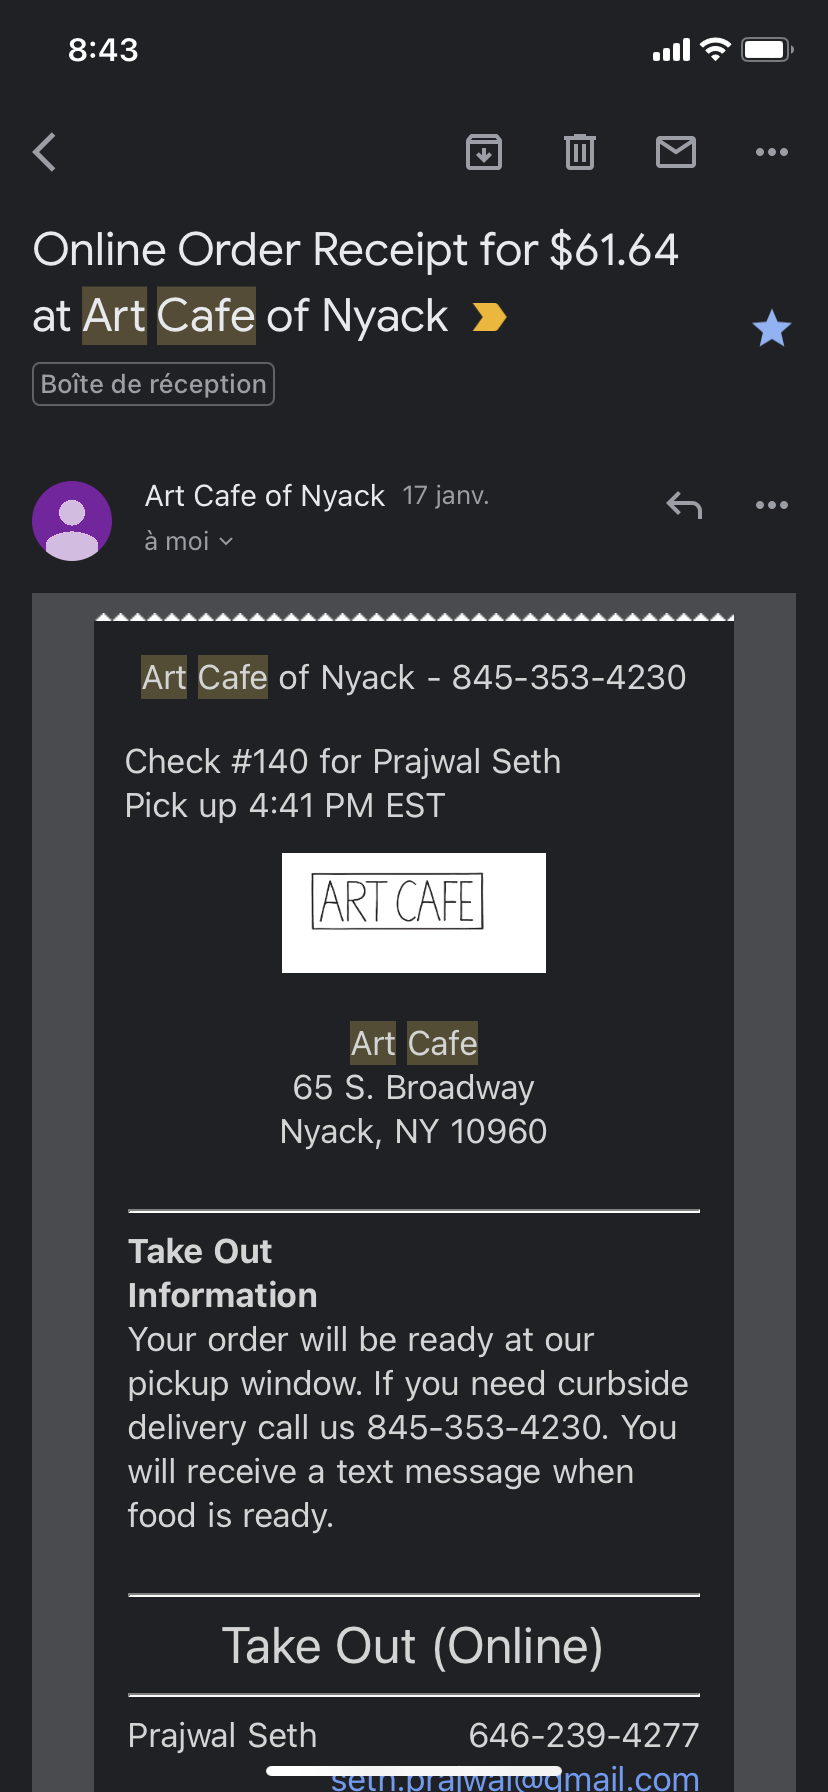 8:43
Online Order Receipt for $61.64
at Art Cafe of Nyack
Boîte de réception
Art Cafe of Nyack 17 janv.
à moi
Art Cafe of Nyack - 845-353-4230
Check #140 for Prajwal Seth
Pick up 4:41 PM EST
ART CAFE
Art Cafe
65 S. Broadway
Nyack, NY 10960
Take Out
Information
Your order will be ready at our
pickup window. If you need curbside
delivery call us 845-353-4230. You
will receive a text message when
food is ready.
Take Out (Online)
Prajwal Seth 646-239-4277
seth.prajwal@gmail.com